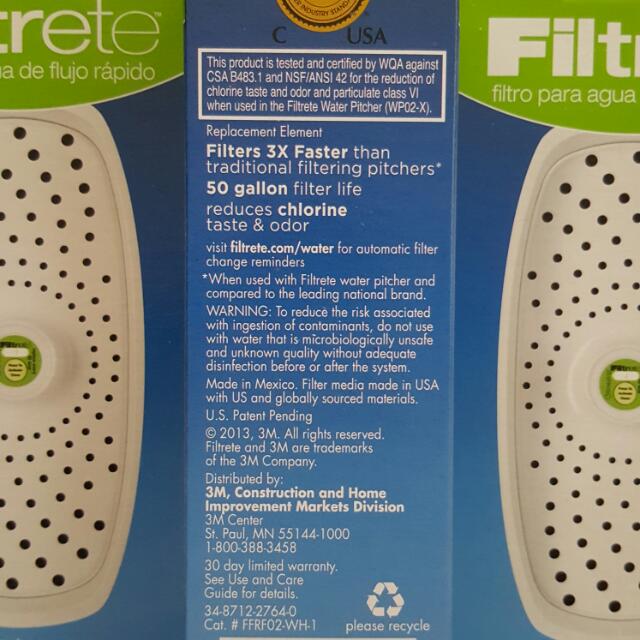 trete™
ua de flujo rápido
ER INDUSTRY STANDA
C USA
This product is tested and certified by WQA against
CSA B483.1 and NSF/ANSI 42 for the reduction of
chlorine taste and odor and particulate class VI
when used in the Filtrete Water Pitcher (WP02-X).
Replacement Element
Filters 3X Faster than
traditional filtering pitchers*
50 gallon filter life
reduces chlorine
taste & odor
visit filtrete.com/water for automatic filter
change reminders
*When used with Filtrete water pitcher and
compared to the leading national brand.
WARNING: To reduce the risk associated
with ingestion of contaminants, do not use
with water that is microbiologically unsafe
and unknown quality without adequate
disinfection before or after the system.
Made in Mexico. Filter media made in USA
with US and globally sourced materials.
U.S. Patent Pending
© 2013, 3M. All rights reserved.
Filtrete and 3M are trademarks
of the 3M Company.
Distributed by:
3M, Construction and Home
Improvement Markets Division
3M Center
St. Paul, MN 55144-1000
1-800-388-3458
30 day limited warranty.
See Use and Care
Guide for details.
34-8712-2764-0
Cat. # FFRF02-WH-1
please recycle
Filtr
filtro para agua